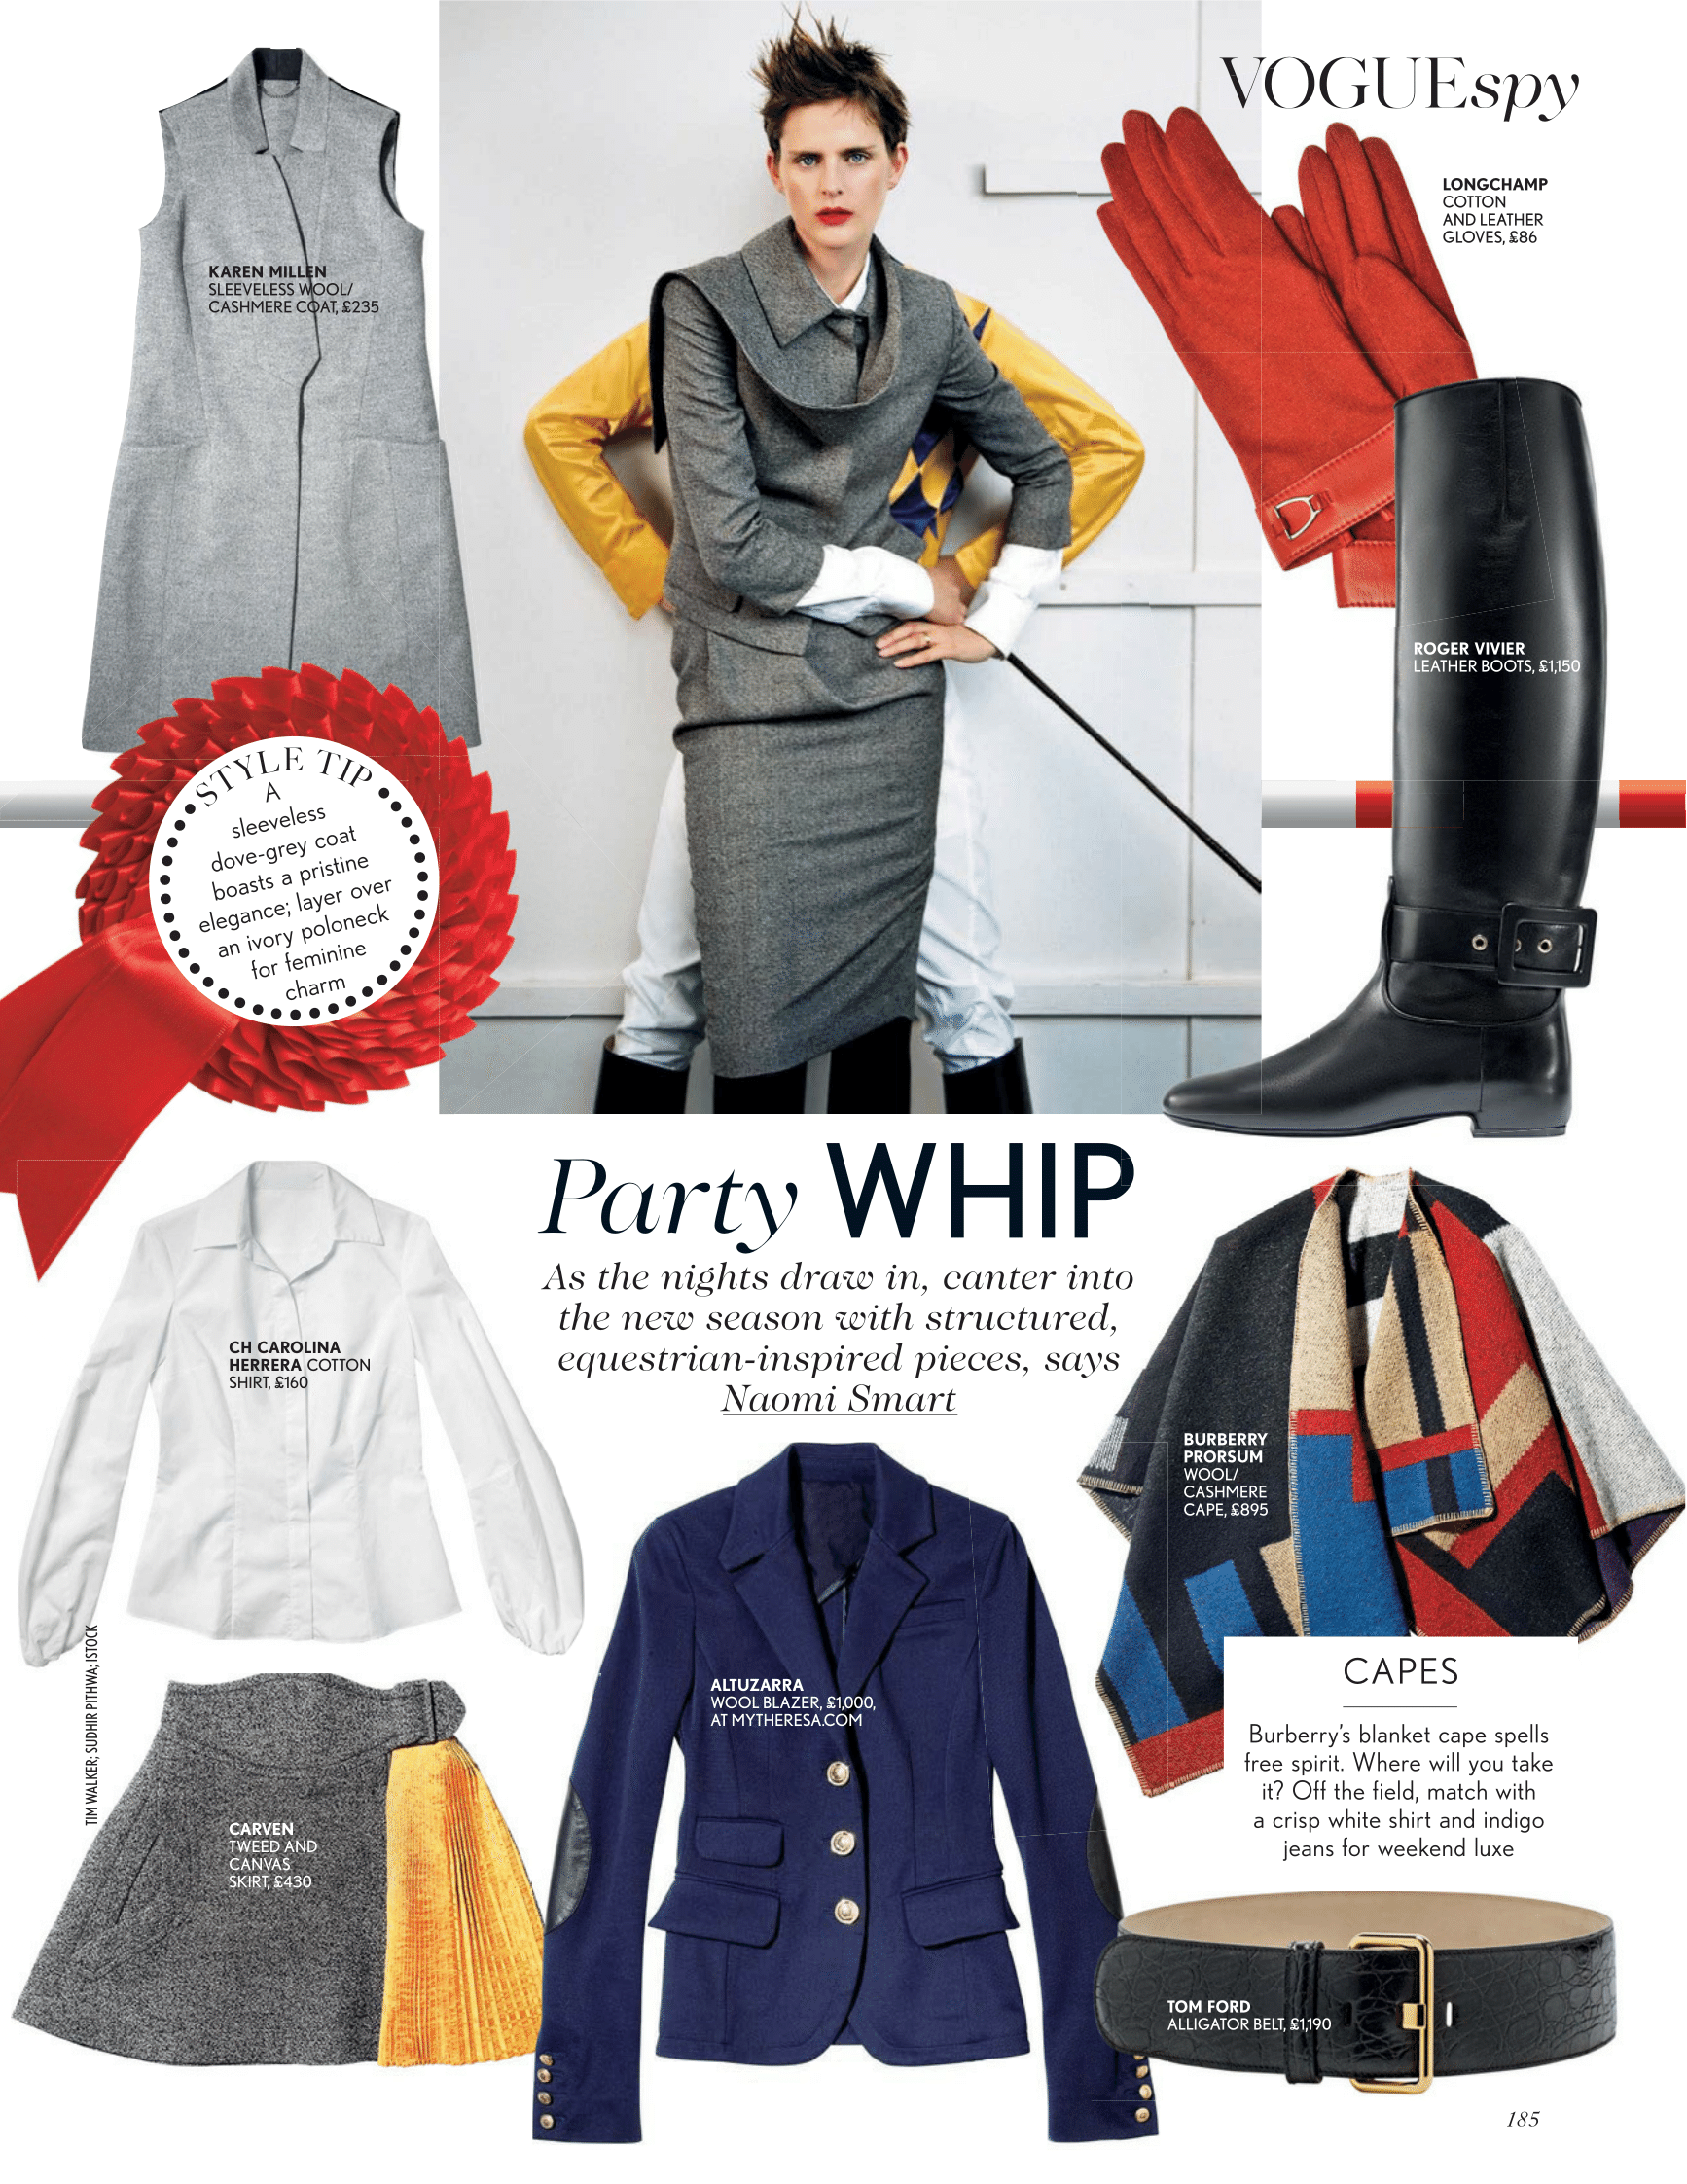 VOGUEspy
KAREN MILLEN
SLEEVELESS WOOL/
CASHMERE COAT, £235
LONGCHAMP
COTTON
AND LEATHER
GLOVES, £86
ROGER VIVIER
LEATHER BOOTS, £1,150
STYLE TIP
A
sleeveless
dove-grey coat
boasts a pristine
elegance; layer over
an ivory poloneck
for feminine
charm
Party WHIP
As the nights draw in, canter into
the new season with structured,
equestrian-inspired pieces, says
Naomi Smart
CH CAROLINA
HERRERA COTTON
SHIRT, £160
BURBERRY
PRORSUM
WOOL/
CASHMERE
CAPE, £895
CAPES
Burberry's blanket cape spells
free spirit. Where will you take
it? Off the field, match with
a crisp white shirt and indigo
jeans for weekend luxe
ALTUZARRA
WOOL BLAZER, £1,000,
AT MYTHERESA.COM
CARVEN
TWEED AND
CANVAS
SKIRT, £430
TOM FORD
ALLIGATOR BELT, £1,190
TIM WALKER; SUDHIR PITHWA; ISTOCK
185